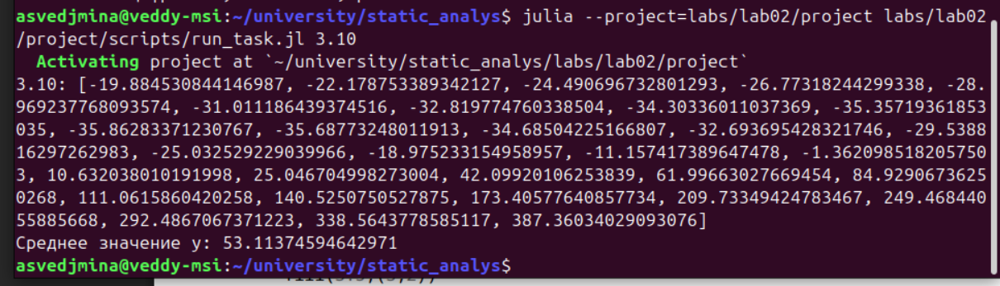 asvedjmina@veddy-msi:~/university/static_analys$ julia --project=labs/lab02
/project/scripts/run_task.jl 3.10
  Activating project at `~/university/static_analys/labs/lab02/project`
3.10: [-19.884530844146987, -22.178753389342127, -24.490696732801293, -26.77318244299338, -28.
969237768093574, -31.011186439374516, -32.819774760338504, -34.30336011037369, -35.35719361853
035, -35.86283371230767, -35.68773248011913, -34.68504225166807, -32.693695428321746, -29.5388
16297262983, -25.032529229039966, -18.975233154958957, -11.157417389647478, -1.362098518205750
3, 10.632038010191998, 25.046704998273004, 42.09920106253839, 61.99663027669454, 84.9290673625
0268, 111.0615860420258, 140.5250750527875, 173.40577640857734, 209.73349424783467, 249.468440
55885668, 292.4867067371223, 338.5643778585117, 387.36034029093076]
Среднее значение y: 53.11374594642971
asvedjmina@veddy-msi:~/university/static_analys$